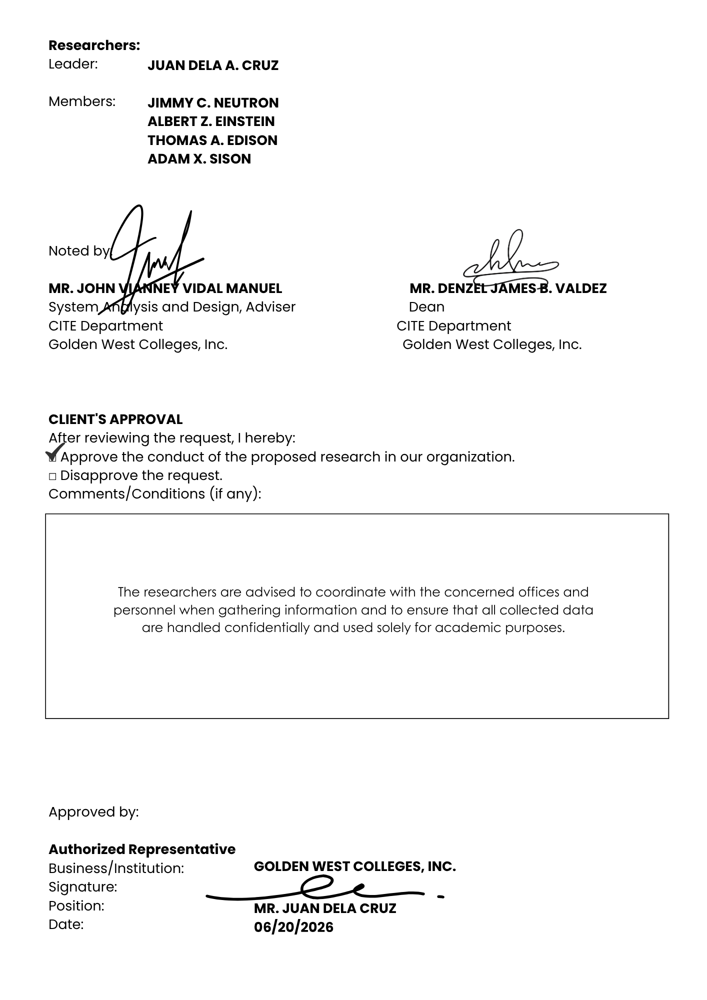 Researchers:
Leader: JUAN DELA A. CRUZ
Members: JIMMY C. NEUTRON
ALBERT Z. EINSTEIN
THOMAS A. EDISON
ADAM X. SISON
Noted by:
MR. JOHN VIANNEY VIDAL MANUEL
System Analysis and Design, Adviser
CITE Department
Golden West Colleges, Inc.
MR. DENZEL JAMES B. VALDEZ
Dean
CITE Department
Golden West Colleges, Inc.
CLIENT'S APPROVAL
After reviewing the request, I hereby:
☑ Approve the conduct of the proposed research in our organization.
□ Disapprove the request.
Comments/Conditions (if any):
The researchers are advised to coordinate with the concerned offices and
personnel when gathering information and to ensure that all collected data
are handled confidentially and used solely for academic purposes.
Approved by:
Authorized Representative
Business/Institution: GOLDEN WEST COLLEGES, INC.
Signature:
Position: MR. JUAN DELA CRUZ
Date: 06/20/2026